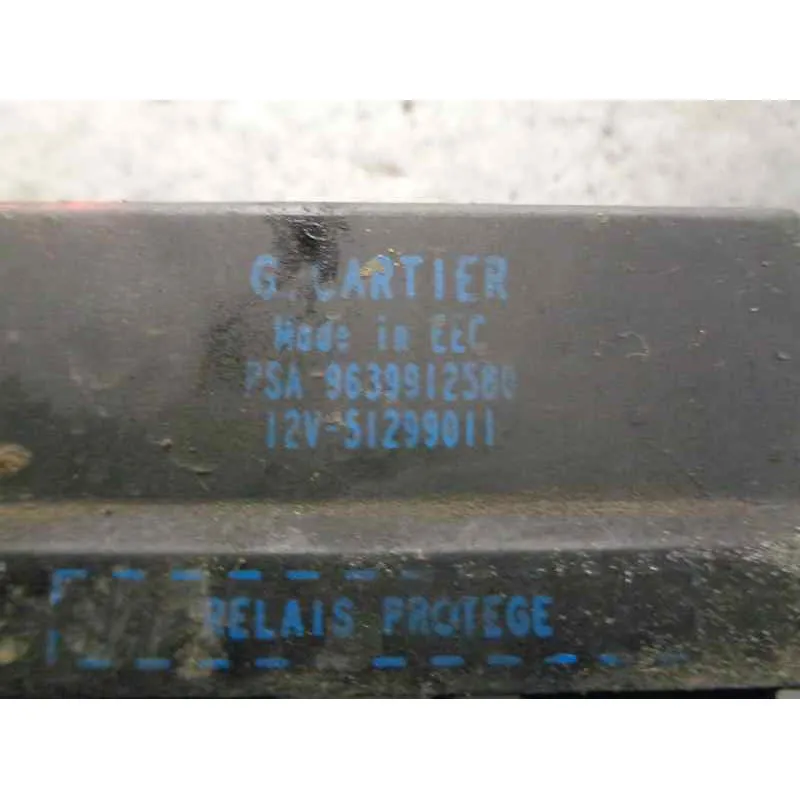 G. CARTIER
Made in EEC
PSA 9639912580
12V-51299011
RELAIS PROTEGE